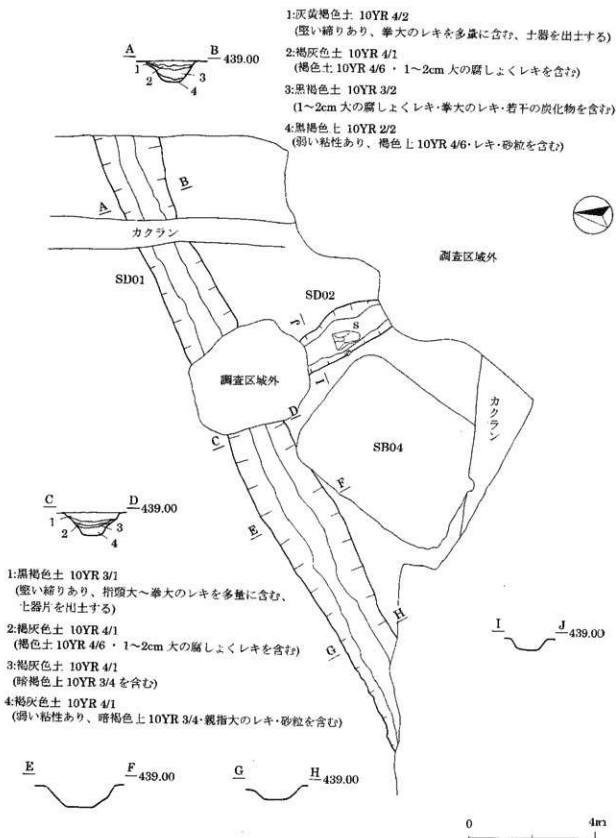 1:灰黄褐色土 10YR 4/2
(堅い締りあり、拳大のレキを多量に含む、土器を出土する)
2:褐灰色土 10YR 4/1
(褐色土 10YR 4/6・1~2cm 大の腐しょくレキを含む)
3:黒褐色土 10YR 3/2
(1~2cm 大の腐しょくレキ・拳大のレキ・若干の炭化物を含む)
4:黒褐色土 10YR 2/2
(弱い粘性あり、褐色土 10YR 4/6・レキ・砂粒を含む)
A B 439.00
1 2 3 4
A B
カクラン
調査区域外
SD01
SD02
J
S
I
調査区域外
カクラン
D
C
SB04
F
E
H
G
C D 439.00
1 2 3 4
1:黒褐色土 10YR 3/1
(堅い締りあり、指頭大~拳大のレキを多量に含む、
土器片を出土する)
2:褐灰色土 10YR 4/1
(褐色土 10YR 4/6・1~2cm 大の腐しょくレキを含む)
3:褐灰色土 10YR 4/1
(暗褐色土 10YR 3/4 を含む)
4:褐灰色土 10YR 4/1
(弱い粘性あり、暗褐色土 10YR 3/4・親指大のレキ・砂粒を含む)
I J 439.00
E F 439.00
G H 439.00
0 4m